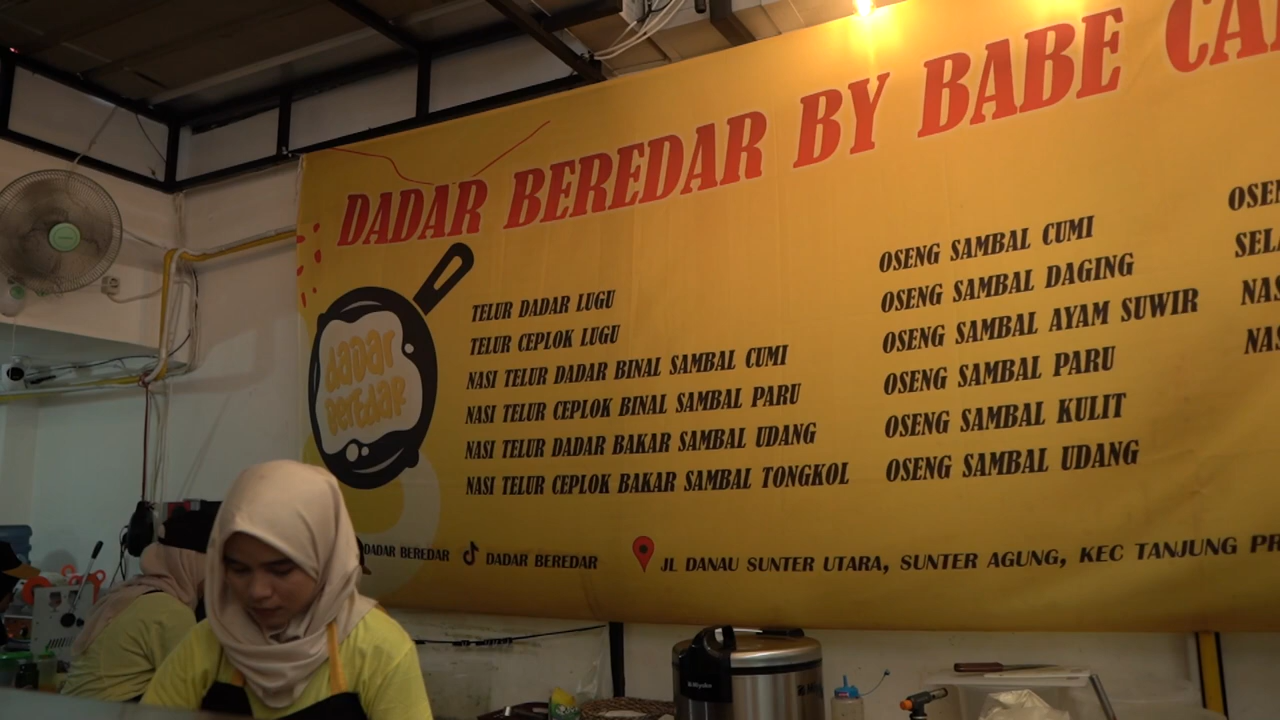 DADAR BEREDAR BY BABE
dadar
beredar
TELUR DADAR LUGU
TELUR CEPLOK LUGU
NASI TELUR DADAR BINAL SAMBAL CUMI
NASI TELUR CEPLOK BINAL SAMBAL PARU
NASI TELUR DADAR BAKAR SAMBAL UDANG
NASI TELUR CEPLOK BAKAR SAMBAL TONGKOL
OSENG SAMBAL CUMI
OSENG SAMBAL DAGING
OSENG SAMBAL AYAM SUWIR
OSENG SAMBAL PARU
OSENG SAMBAL KULIT
OSENG SAMBAL UDANG
DADAR BEREDAR
DADAR BEREDAR
JL DANAU SUNTER UTARA, SUNTER AGUNG, KEC TANJUNG
Miyako